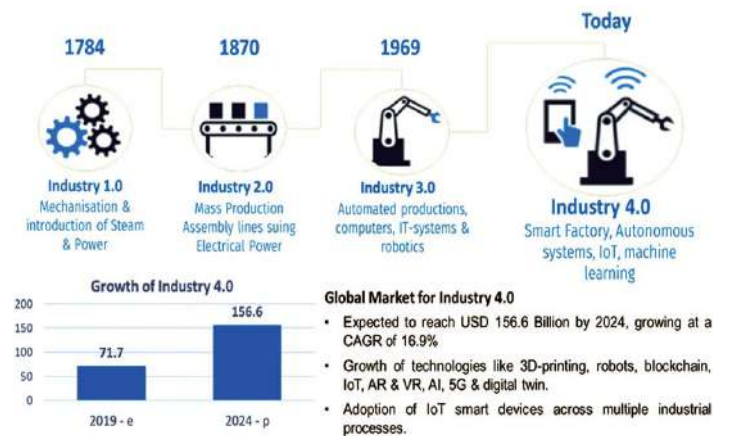 1784
1870
1969
Today
Industry 1.0
Mechanisation &
introduction of Steam
& Power
Industry 2.0
Mass Production
Assembly lines suing
Electrical Power
Industry 3.0
Automated productions,
computers, IT-systems &
robotics
Industry 4.0
Smart Factory, Autonomous
systems, IoT, machine
learning
Growth of Industry 4.0
200
150
100
50
0
71.7
156.6
2019 - e
2024 - p
Global Market for Industry 4.0
• Expected to reach USD 156.6 Billion by 2024, growing at a
CAGR of 16.9%
• Growth of technologies like 3D-printing, robots, blockchain,
IoT, AR & VR, AI, 5G & digital twin.
• Adoption of IoT smart devices across multiple industrial
processes.